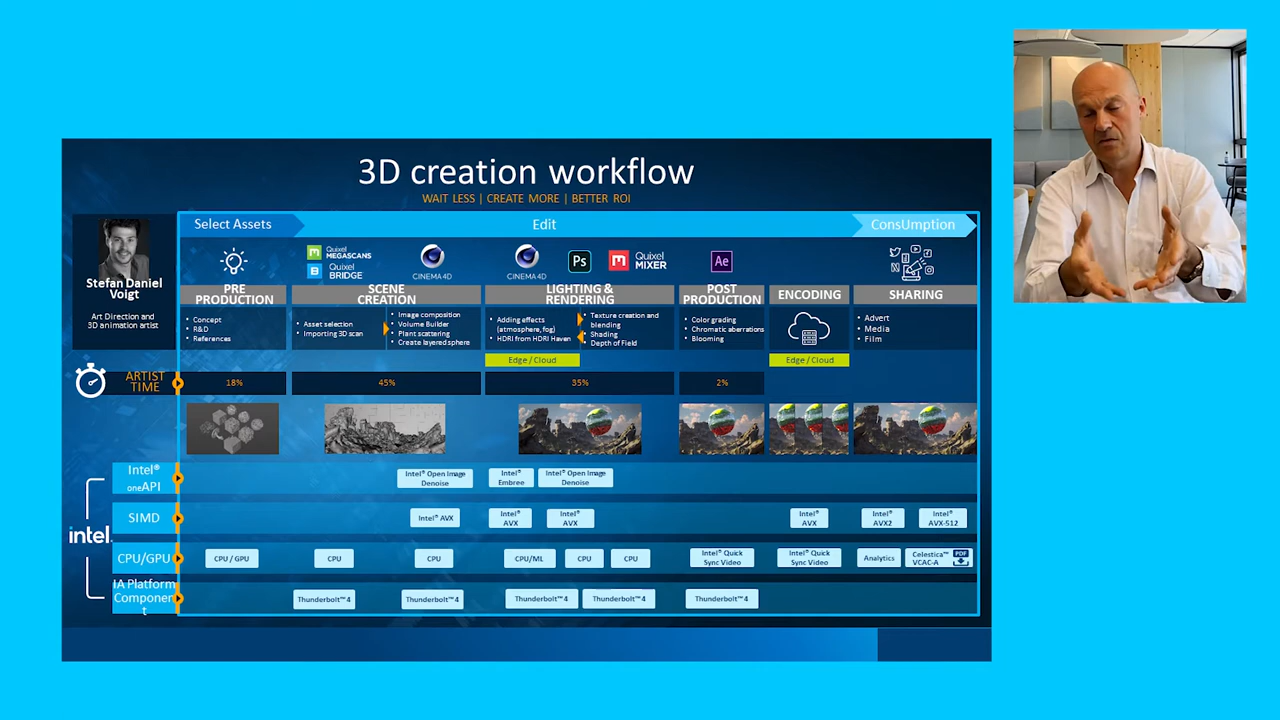 3D creation workflow
WAIT LESS | CREATE MORE | BETTER ROI
Stefan Daniel
Voigt
Art Direction and
3D animation artist
Select Assets
Edit
ConsUmption
Quixel
MEGASCANS
Quixel
BRIDGE
CINEMA 4D
CINEMA 4D
Ps
Quixel
MIXER
Ae
PRE
PRODUCTION
SCENE
CREATION
LIGHTING &
RENDERING
POST
PRODUCTION
ENCODING
SHARING
• Concept
• R&D
• References
• Asset selection
• Importing 3D scan
• Image composition
• Volume Builder
• Plant scattering
• Create layered sphere
• Adding effects
(atmosphere, fog)
• HDRI from HDRI Haven
• Texture creation and
blending
• Shading
• Depth of Field
• Color grading
• Chromatic aberrations
• Blooming
• Advert
• Media
• Film
Edge / Cloud
Edge / Cloud
ARTIST
TIME
18%
45%
35%
2%
intel.
Intel®
oneAPI
Intel® Open Image
Denoise
Intel®
Embree
Intel® Open Image
Denoise
SIMD
Intel® AVX
Intel®
AVX
Intel®
AVX
Intel®
AVX
Intel®
AVX2
Intel®
AVX-512
CPU/GPU
CPU / GPU
CPU
CPU
CPU/ML
CPU
CPU
Intel® Quick
Sync Video
Intel® Quick
Sync Video
Analytics
Celestica™
VCAC-A
PDF
IA Platform
Componen
t
Thunderbolt™ 4
Thunderbolt™ 4
Thunderbolt™ 4
Thunderbolt™ 4
Thunderbolt™ 4